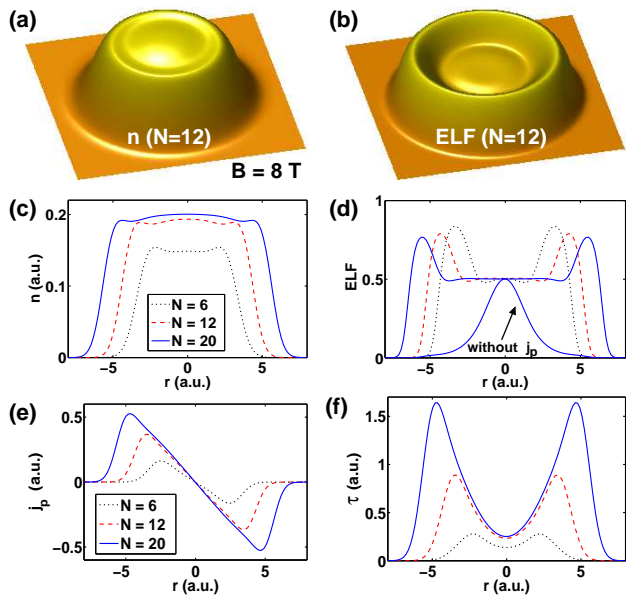 (a)
(b)
n (N=12)
ELF (N=12)
B = 8 T
(c)
(d)
n (a.u.)
0.2
0.1
0
−5 0 5
r (a.u.)
N = 6
N = 12
N = 20
ELF
1
0.5
0
−5 0 5
r (a.u.)
without jp
(e)
(f)
jp (a.u.)
0.5
0
−0.5
−5 0 5
r (a.u.)
N = 6
N = 12
N = 20
τ (a.u.)
1.5
1
0.5
0
−5 0 5
r (a.u.)